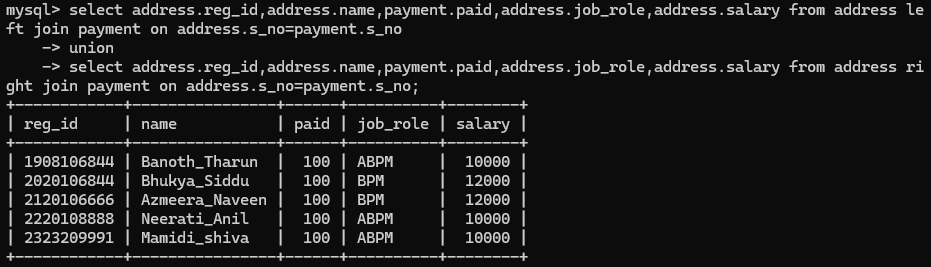 mysql> select address.reg_id,address.name,payment.paid,address.job_role,address.salary from address le
ft join payment on address.s_no=payment.s_no
    -> union
    -> select address.reg_id,address.name,payment.paid,address.job_role,address.salary from address ri
ght join payment on address.s_no=payment.s_no;
+------------+----------------+------+----------+--------+
| reg_id     | name           | paid | job_role | salary |
+------------+----------------+------+----------+--------+
| 1908106844 | Banoth_Tharun  |  100 | ABPM     |  10000 |
| 2020106844 | Bhukya_Siddu   |  100 | BPM      |  12000 |
| 2120106666 | Azmeera_Naveen |  100 | BPM      |  12000 |
| 2220108888 | Neerati_Anil   |  100 | ABPM     |  10000 |
| 2323209991 | Mamidi_shiva   |  100 | ABPM     |  10000 |
+------------+----------------+------+----------+--------+